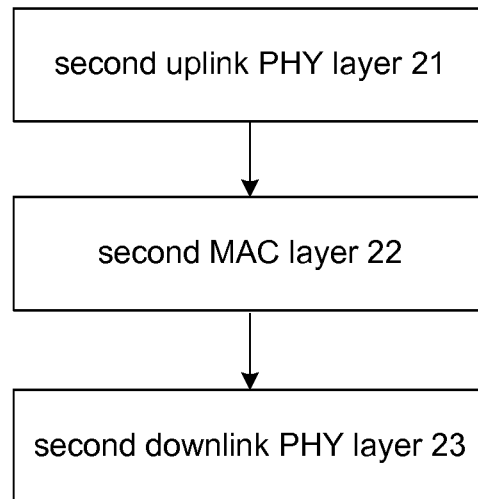 second uplink PHY layer 21
second MAC layer 22
second downlink PHY layer 23